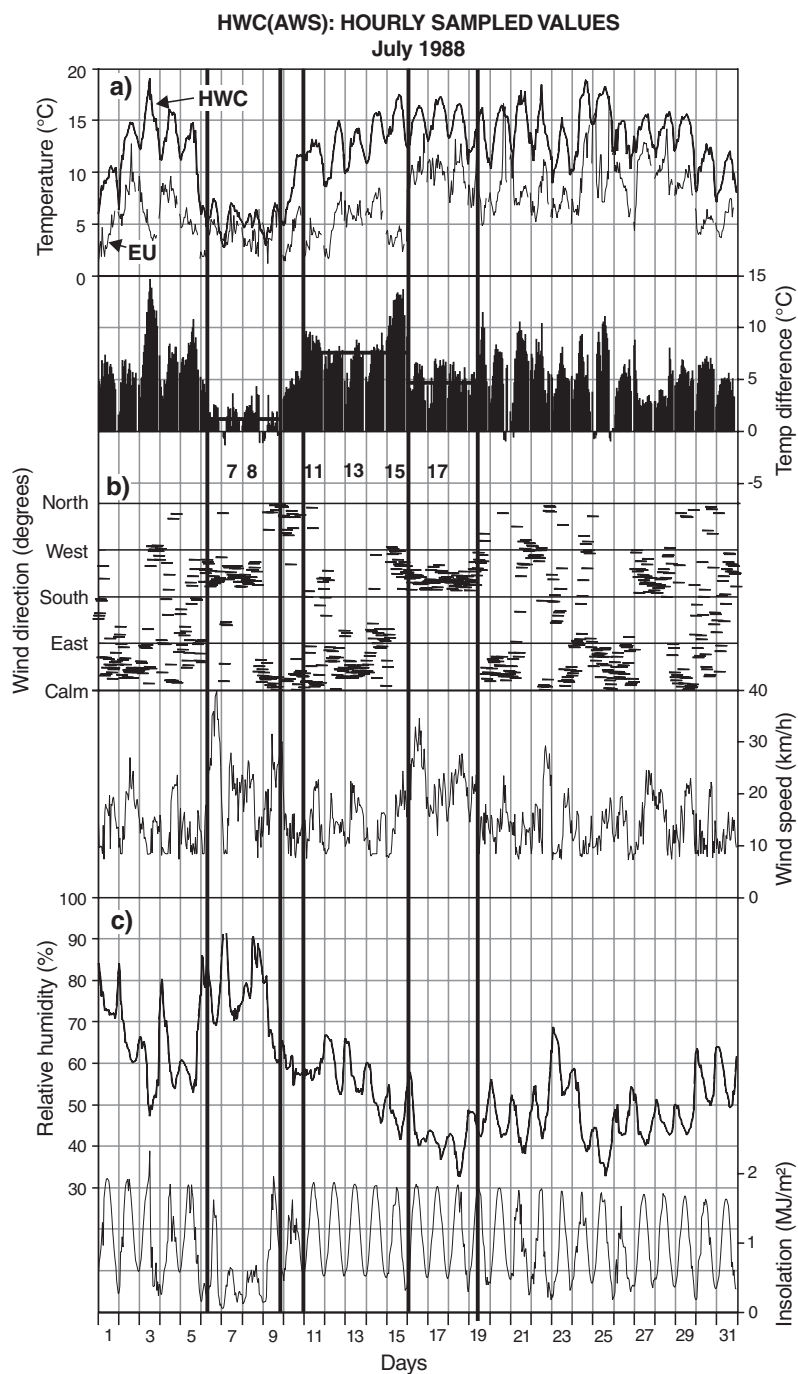 HWC(AWS): HOURLY SAMPLED VALUES
July 1988
a)
HWC
EU
Temperature (°C)
20
15
10
5
0
Temp difference (°C)
15
10
5
0
-5
7 8 11 13 15 17
b)
Wind direction (degrees)
North
West
South
East
Calm
Wind speed (km/h)
40
30
20
10
0
c)
Relative humidity (%)
100
90
80
70
60
50
40
30
Insolation (MJ/m²)
2
1
0
1 3 5 7 9 11 13 15 17 19 21 23 25 27 29 31
Days